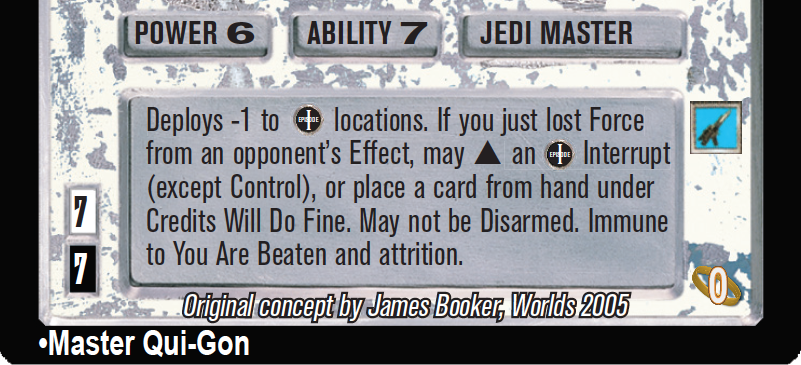 POWER 6 ABILITY 7 JEDI MASTER
Deploys -1 to EPISODE I locations. If you just lost Force
from an opponent's Effect, may ▲ an EPISODE I Interrupt
(except Control), or place a card from hand under
Credits Will Do Fine. May not be Disarmed. Immune
to You Are Beaten and attrition.
7
7
0
Original concept by James Booker, Worlds 2005
•Master Qui-Gon